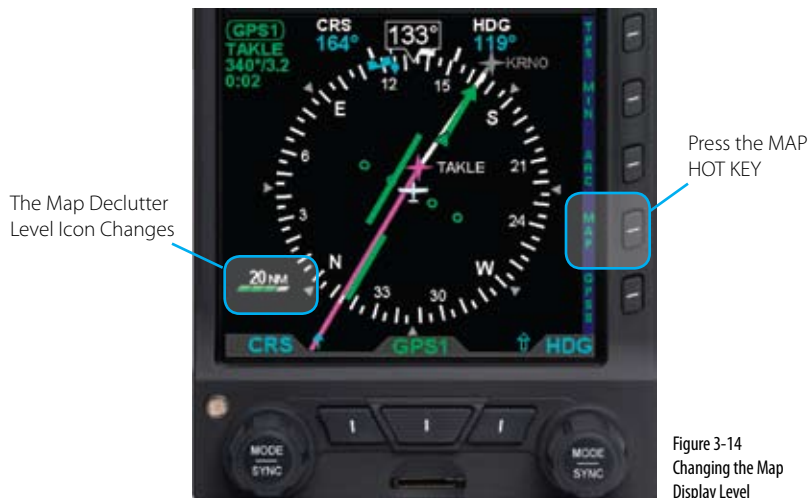 (GPS1)
TAKLE
340°/3.2
0:02
CRS
164°
133°
HDG
119°
KRNO
TAKLE
E
12
15
S
21
24
W
30
33
N
3
6
20 NM
TPS
MIN
ARC
MAP
GPSS
CRS
GPS1
HDG
MODE
SYNC
MODE
SYNC
The Map Declutter
Level Icon Changes
Press the MAP
HOT KEY
Figure 3-14
Changing the Map
Display Level